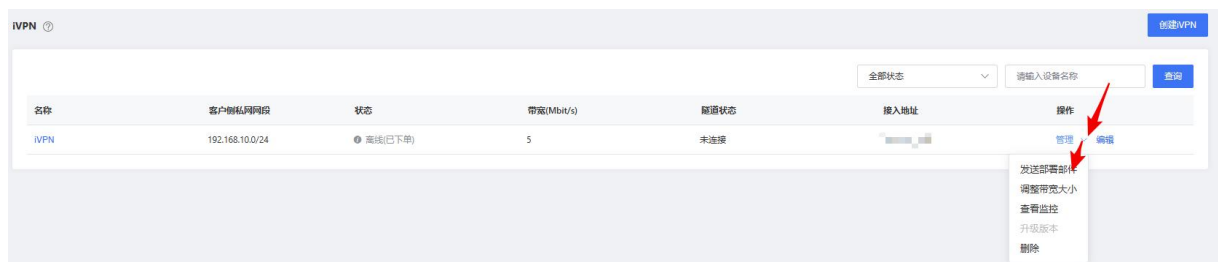 iVPN
创建iVPN
全部状态 请输入设备名称 查询
名称 客户侧私网网段 状态 带宽(Mbit/s) 隧道状态 接入地址 操作
iVPN 192.168.10.0/24 离线(已下单) 5 未连接 管理 编辑
发送部署邮件
调整带宽大小
查看监控
升级版本
删除